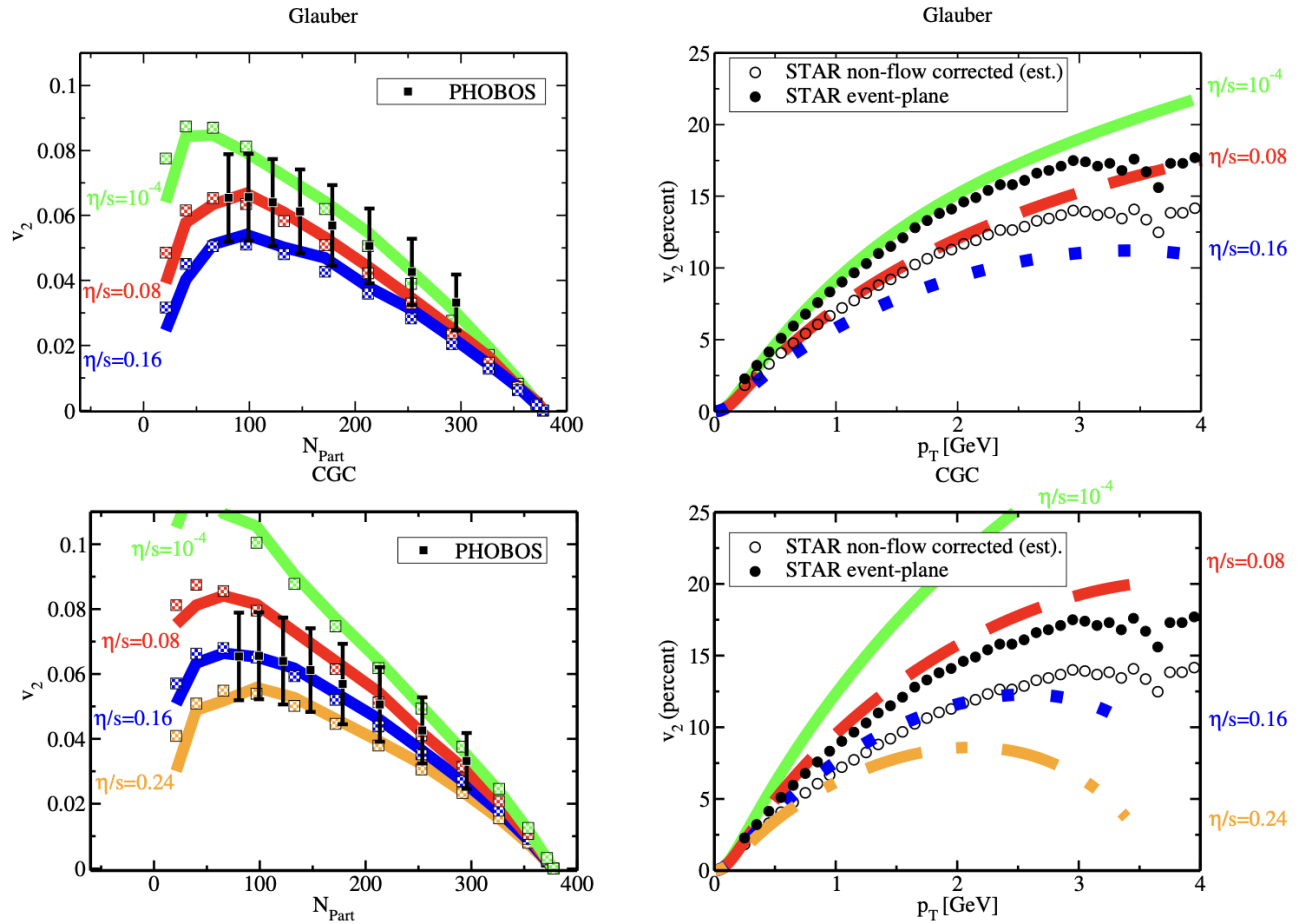 Glauber
0.1
0.08
0.06
0.04
0.02
0
v2
PHOBOS
η/s=10^-4
η/s=0.08
η/s=0.16
0 100 200 300 400
N_Part
Glauber
25
20
15
10
5
0
v2 (percent)
STAR non-flow corrected (est.)
STAR event-plane
η/s=10^-4
η/s=0.08
η/s=0.16
0 1 2 3 4
p_T [GeV]
CGC
0.1
0.08
0.06
0.04
0.02
0
v2
PHOBOS
η/s=10^-4
η/s=0.08
η/s=0.16
η/s=0.24
0 100 200 300 400
N_Part
CGC
25
20
15
10
5
0
v2 (percent)
STAR non-flow corrected (est).
STAR event-plane
η/s=10^-4
η/s=0.08
η/s=0.16
η/s=0.24
0 1 2 3 4
p_T [GeV]